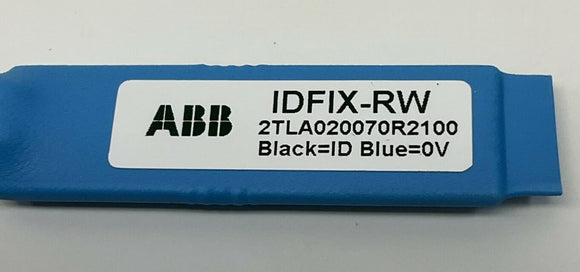 ABB
IDFIX-RW
2TLA020070R2100
Black=ID Blue=0V